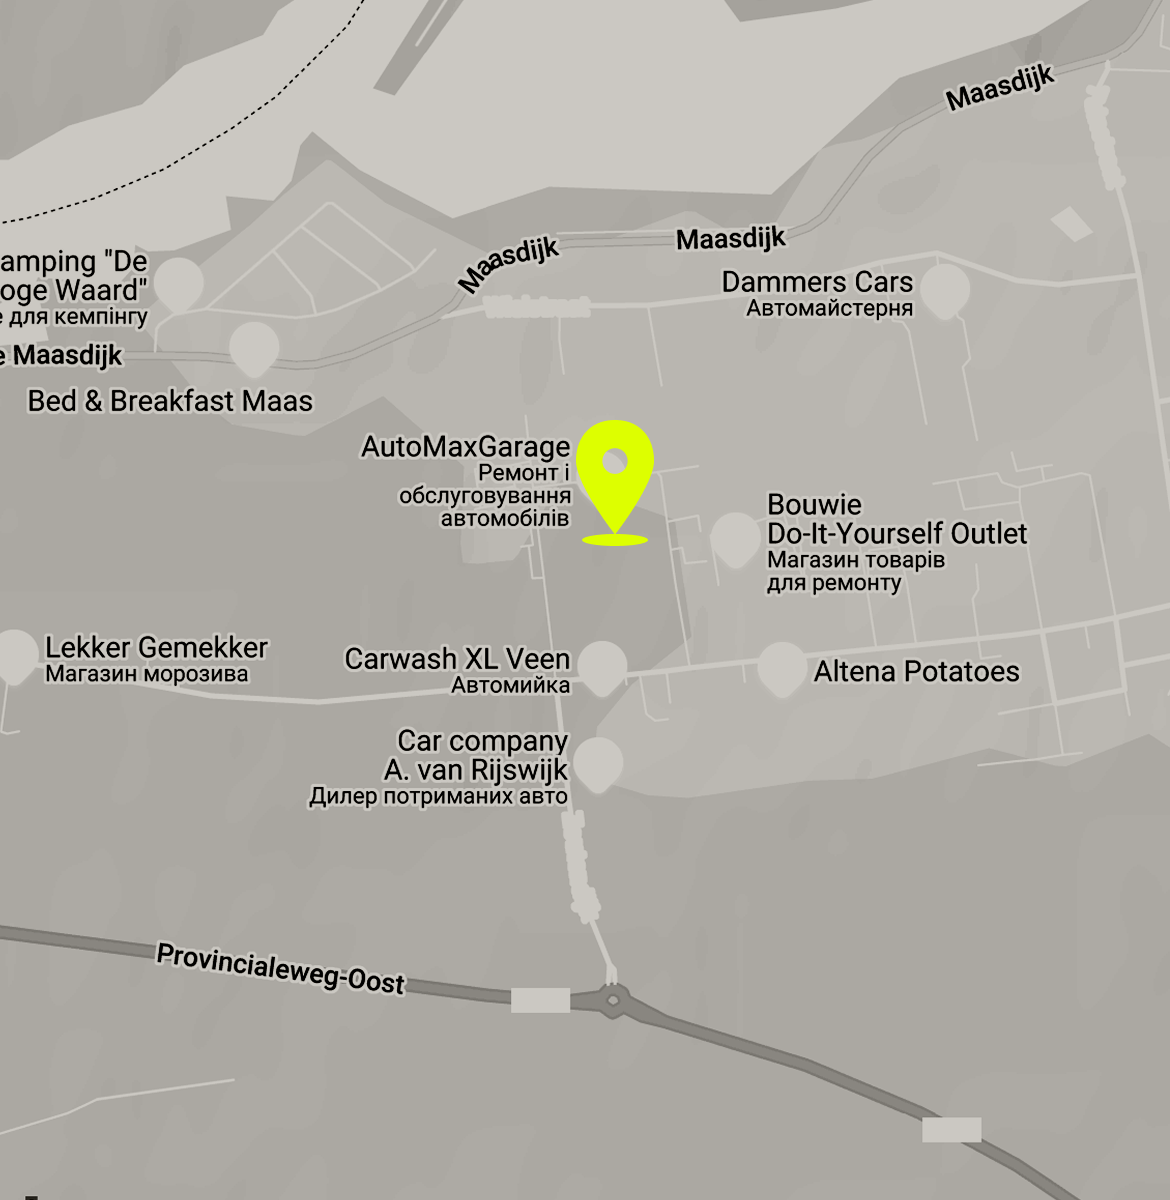 Maasdijk
Maasdijk
Maasdijk
amping "De
oge Waard"
е для кемпінгу
Dammers Cars
Автомайстерня
e Maasdijk
Bed & Breakfast Maas
AutoMaxGarage
Ремонт і
обслуговування
автомобілів
Bouwie
Do-It-Yourself Outlet
Магазин товарів
для ремонту
Lekker Gemekker
Магазин морозива
Carwash XL Veen
Автомийка
Altena Potatoes
Car company
A. van Rijswijk
Дилер потриманих авто
Provincialeweg-Oost